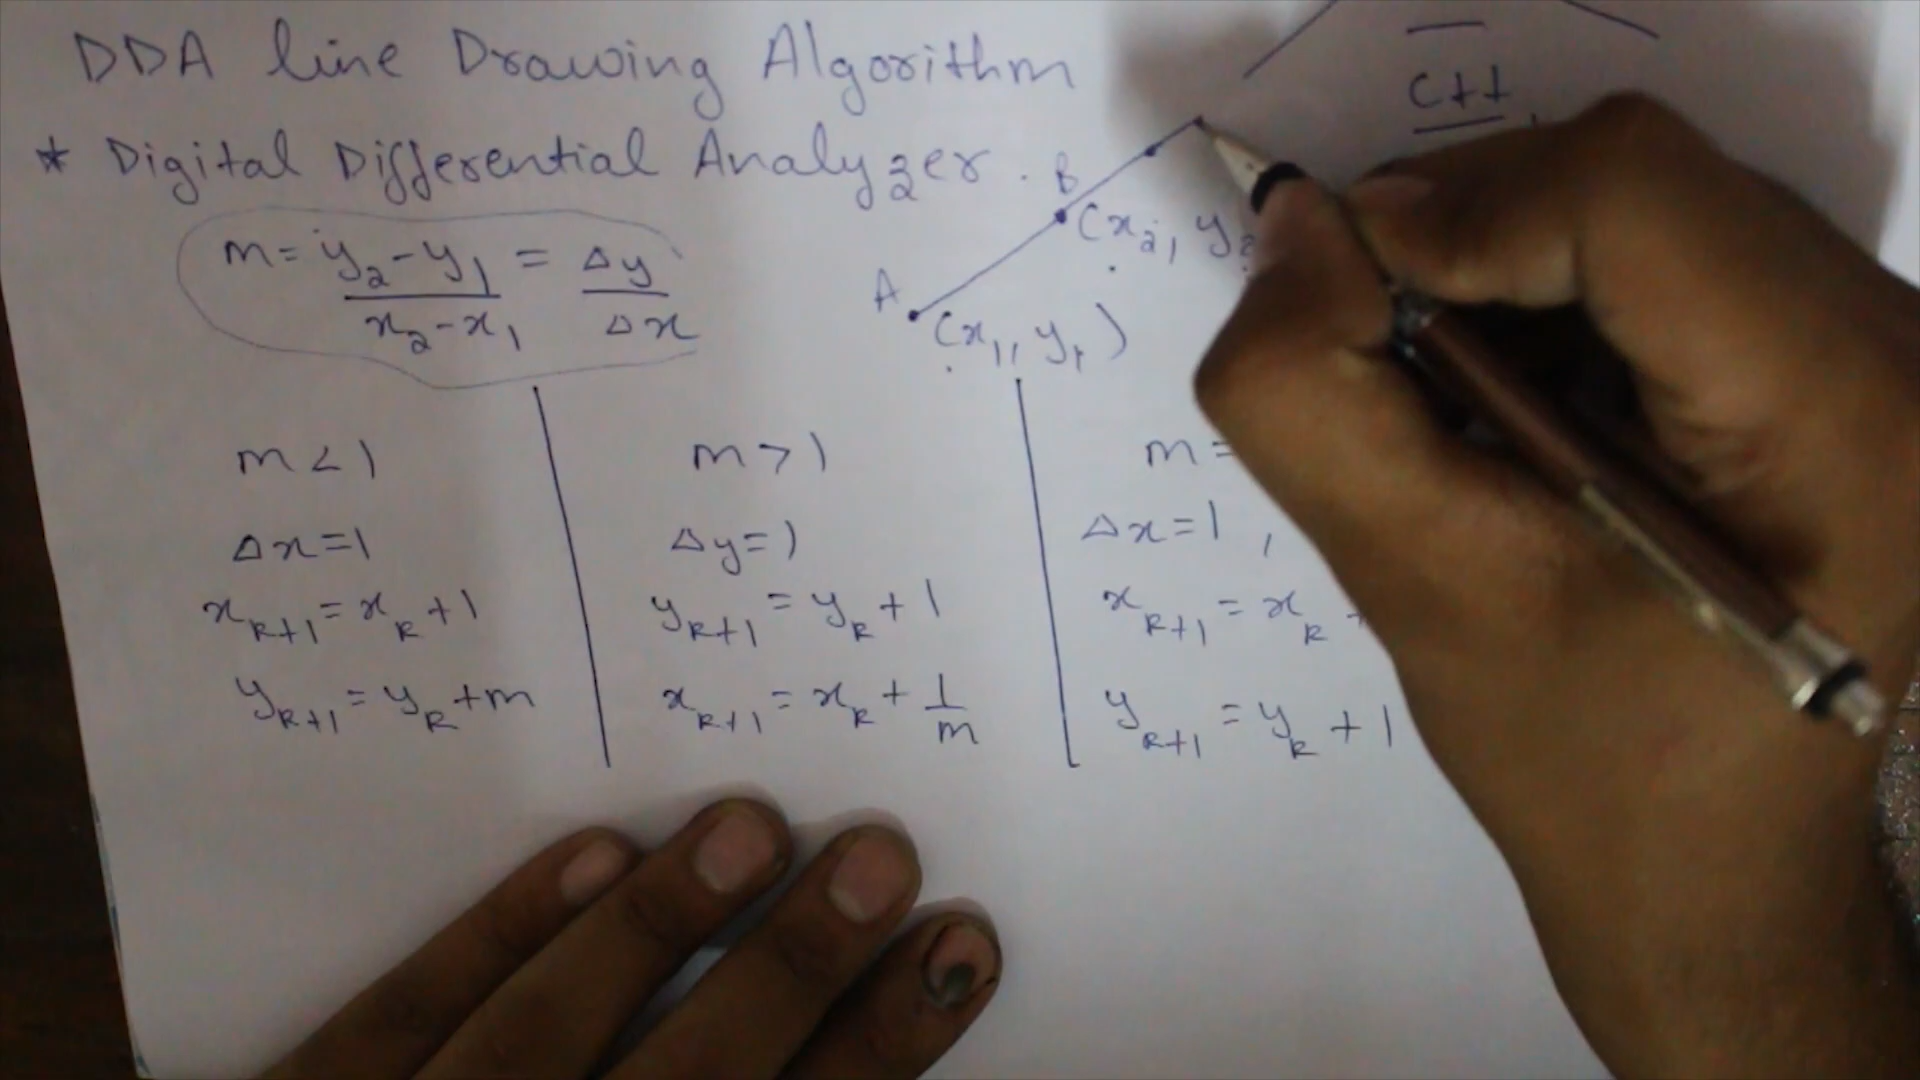 DDA line Drawing Algorithm
C++
* Digital Differential Analyzer.
m = y₂-y₁ / x₂-x₁ = Δy / Δx
B
(x₂, y₂
A
(x₁, y₁)
m < 1
Δx=1
xₖ₊₁ = xₖ + 1
yₖ₊₁ = yₖ + m
m > 1
Δy=1
yₖ₊₁ = yₖ + 1
xₖ₊₁ = xₖ + 1/m
m =
Δx=1 ,
xₖ₊₁ = xₖ +
yₖ₊₁ = yₖ + 1